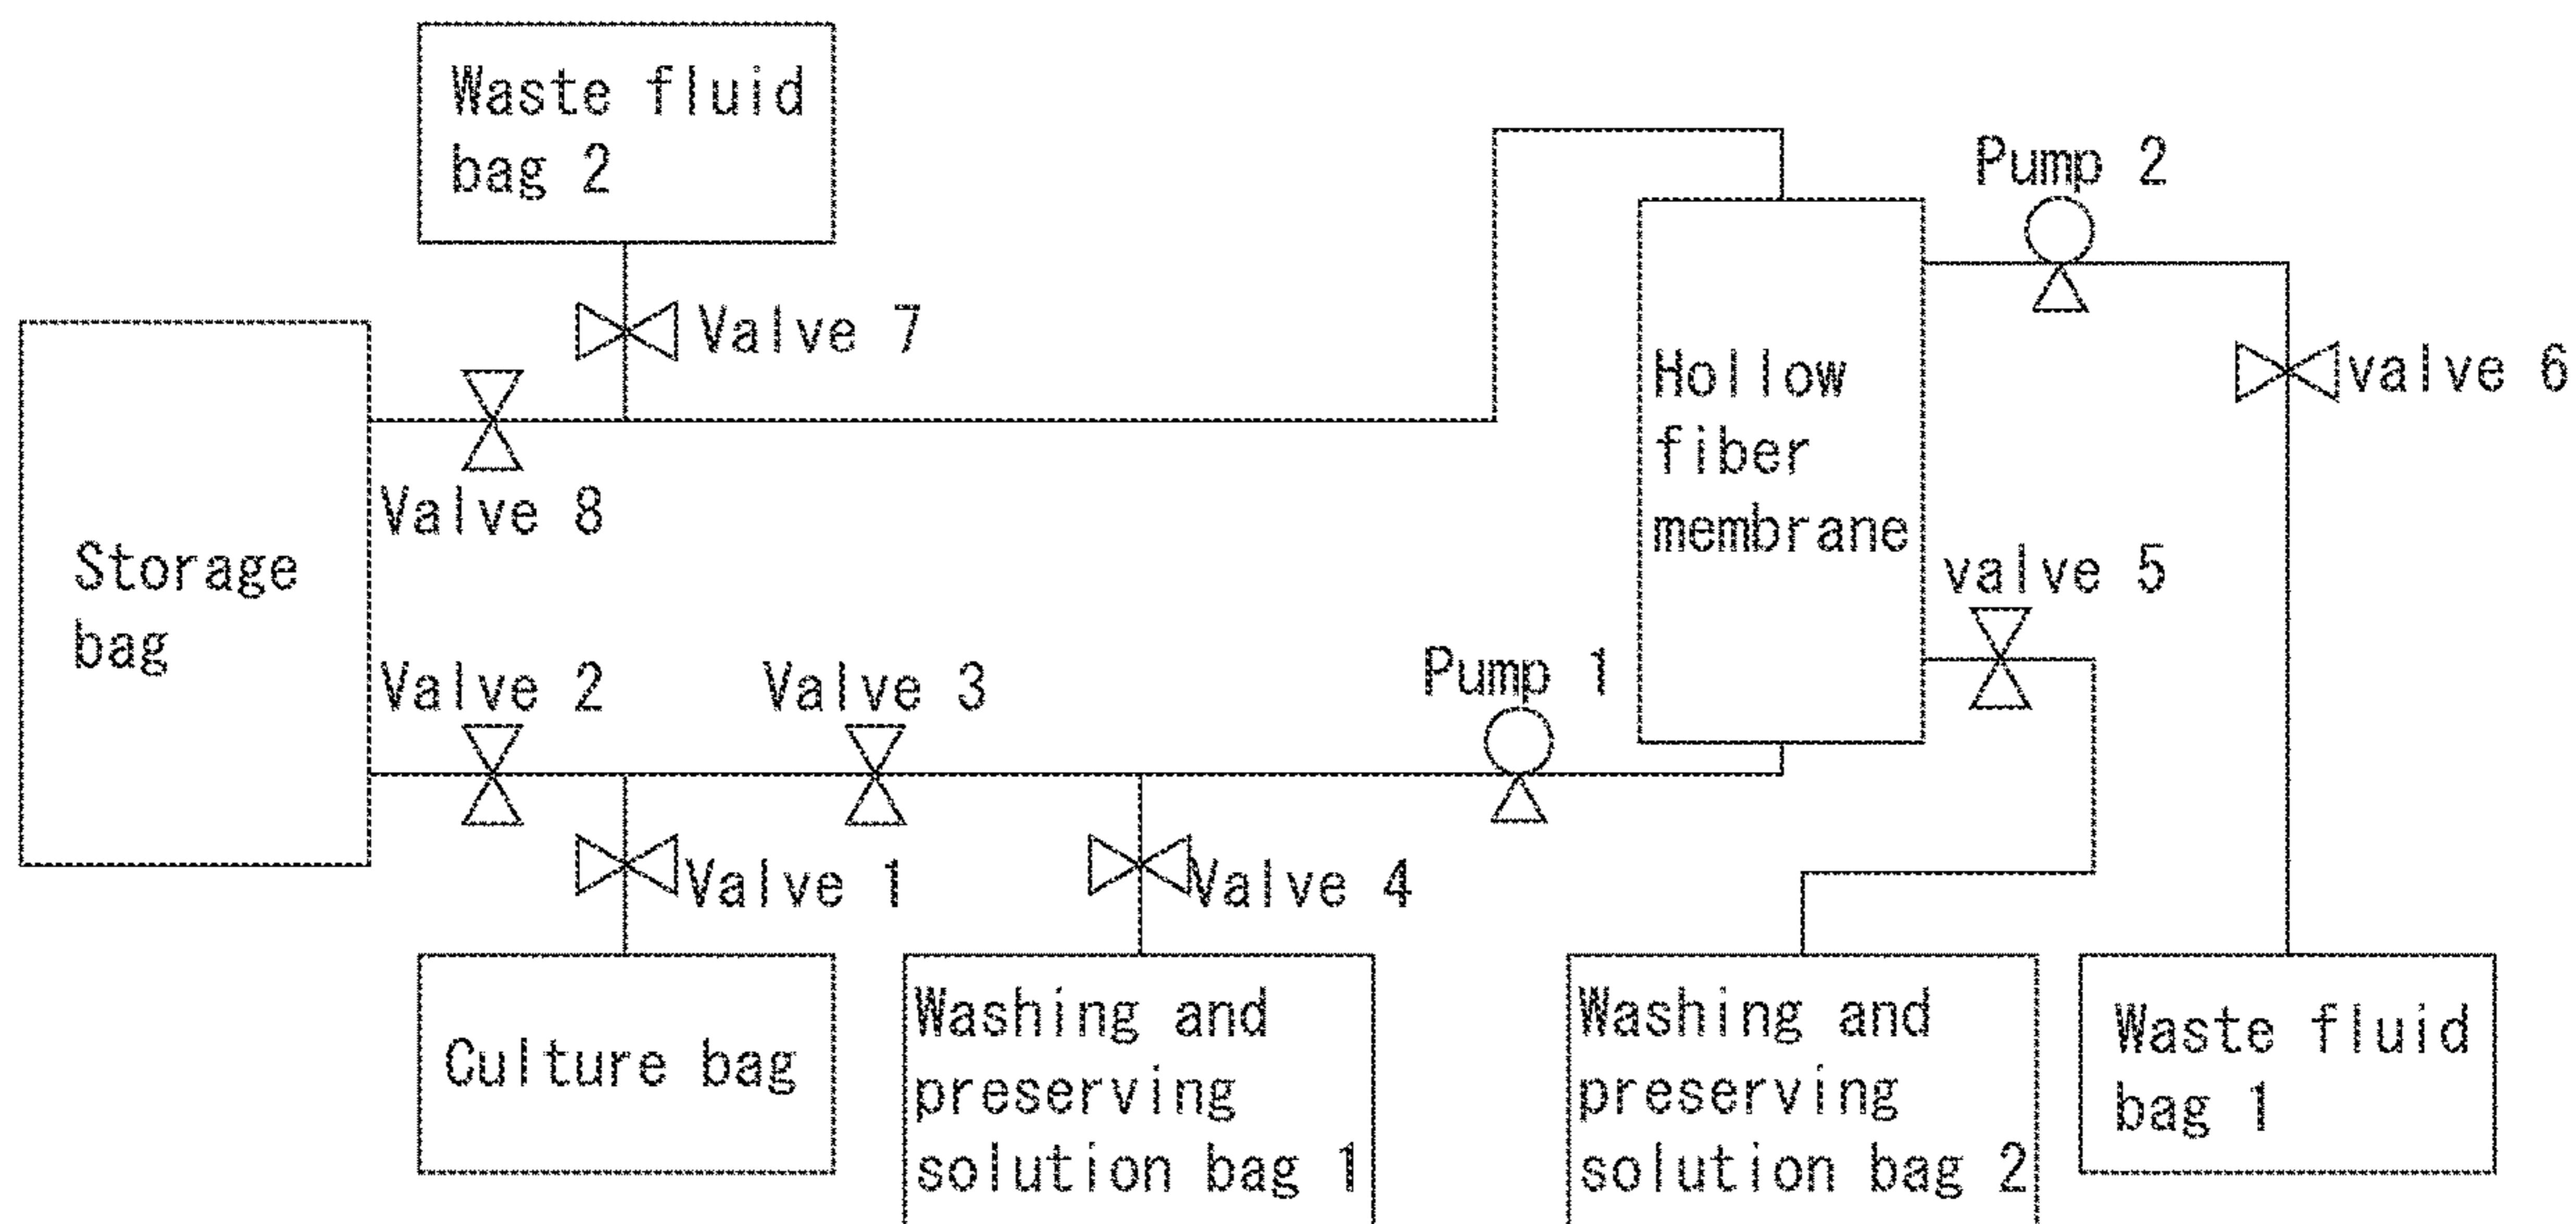 Waste fluid
bag 2
Pump 2
Valve 7
Hollow
fiber
membrane
valve 6
Valve 8
Storage
bag
valve 5
Valve 2
Valve 3
Pump 1
Valve 1
Valve 4
Culture bag
Washing and
preserving
solution bag 1
Washing and
preserving
solution bag 2
Waste fluid
bag 1